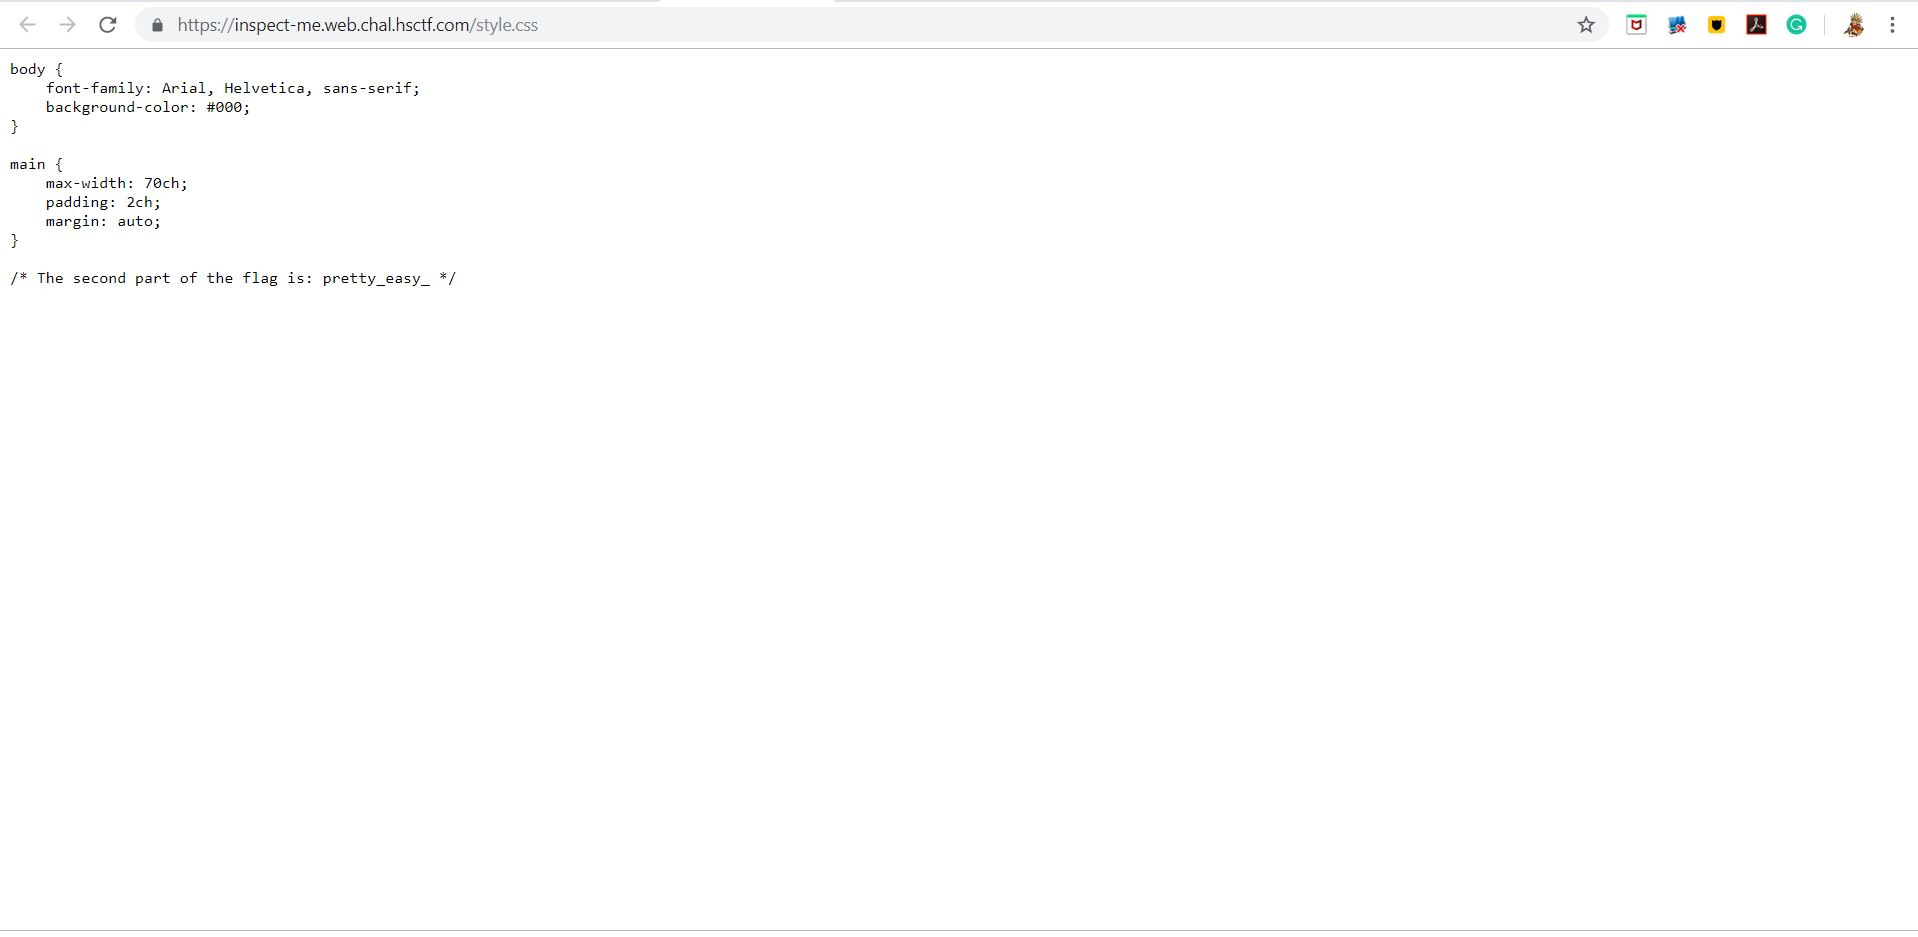 https://inspect-me.web.chal.hsctf.com/style.css
body {
    font-family: Arial, Helvetica, sans-serif;
    background-color: #000;
}
main {
    max-width: 70ch;
    padding: 2ch;
    margin: auto;
}
/* The second part of the flag is: pretty_easy_ */